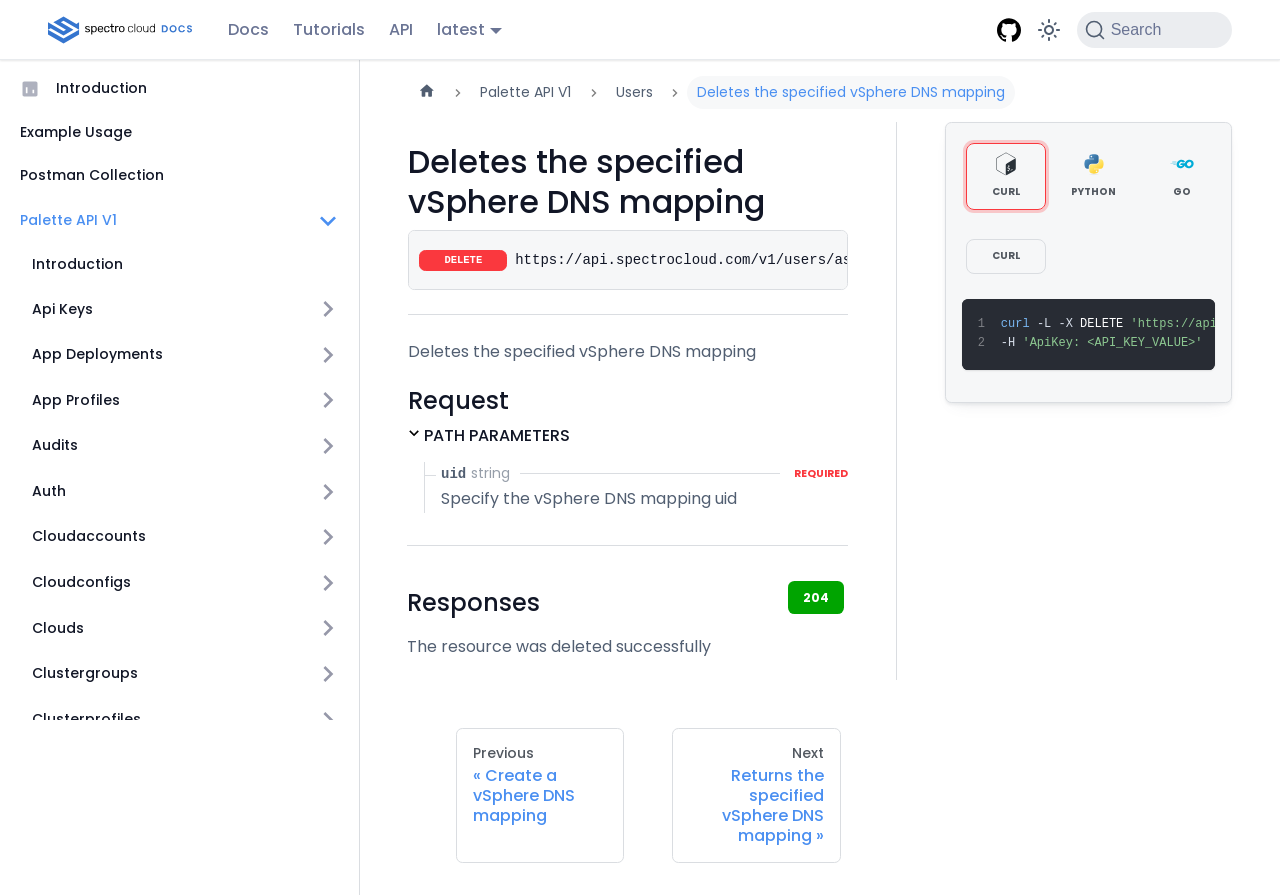 spectro cloud DOCS
Docs
Tutorials
API
latest
Search
Introduction
Example Usage
Postman Collection
Palette API V1
Introduction
Api Keys
App Deployments
App Profiles
Audits
Auth
Cloudaccounts
Cloudconfigs
Clouds
Clustergroups
Clusterprofiles
Palette API V1
Users
Deletes the specified vSphere DNS mapping
Deletes the specified
vSphere DNS mapping
DELETE https://api.spectrocloud.com/v1/users/as
Deletes the specified vSphere DNS mapping
Request
PATH PARAMETERS
uid string REQUIRED
Specify the vSphere DNS mapping uid
Responses
204
The resource was deleted successfully
Previous
« Create a
vSphere DNS
mapping
Next
Returns the
specified
vSphere DNS
mapping »
CURL
PYTHON
GO
GO
CURL
1 curl -L -X DELETE 'https://api
2 -H 'ApiKey: <API_KEY_VALUE>'